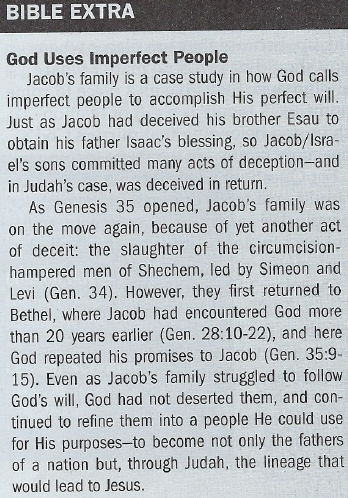 BIBLE EXTRA
God Uses Imperfect People
Jacob's family is a case study in how God calls
imperfect people to accomplish His perfect will.
Just as Jacob had deceived his brother Esau to
obtain his father Isaac's blessing, so Jacob/Isra-
el's sons committed many acts of deception—and
in Judah's case, was deceived in return.
As Genesis 35 opened, Jacob's family was
on the move again, because of yet another act
of deceit: the slaughter of the circumcision-
hampered men of Shechem, led by Simeon and
Levi (Gen. 34). However, they first returned to
Bethel, where Jacob had encountered God more
than 20 years earlier (Gen. 28:10-22), and here
God repeated his promises to Jacob (Gen. 35:9-
15). Even as Jacob's family struggled to follow
God's will, God had not deserted them, and con-
tinued to refine them into a people He could use
for His purposes—to become not only the fathers
of a nation but, through Judah, the lineage that
would lead to Jesus.